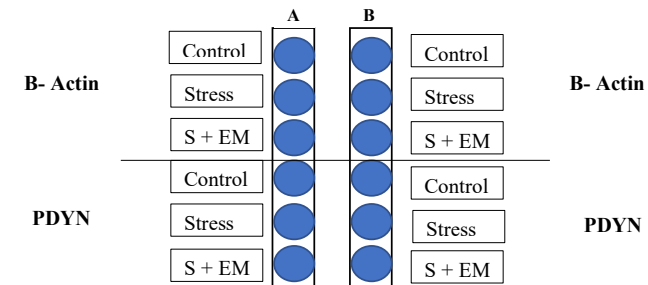 A B
Control Control
B- Actin Stress Stress B- Actin
S + EM S + EM
Control Control
PDYN Stress Stress PDYN
S + EM S + EM